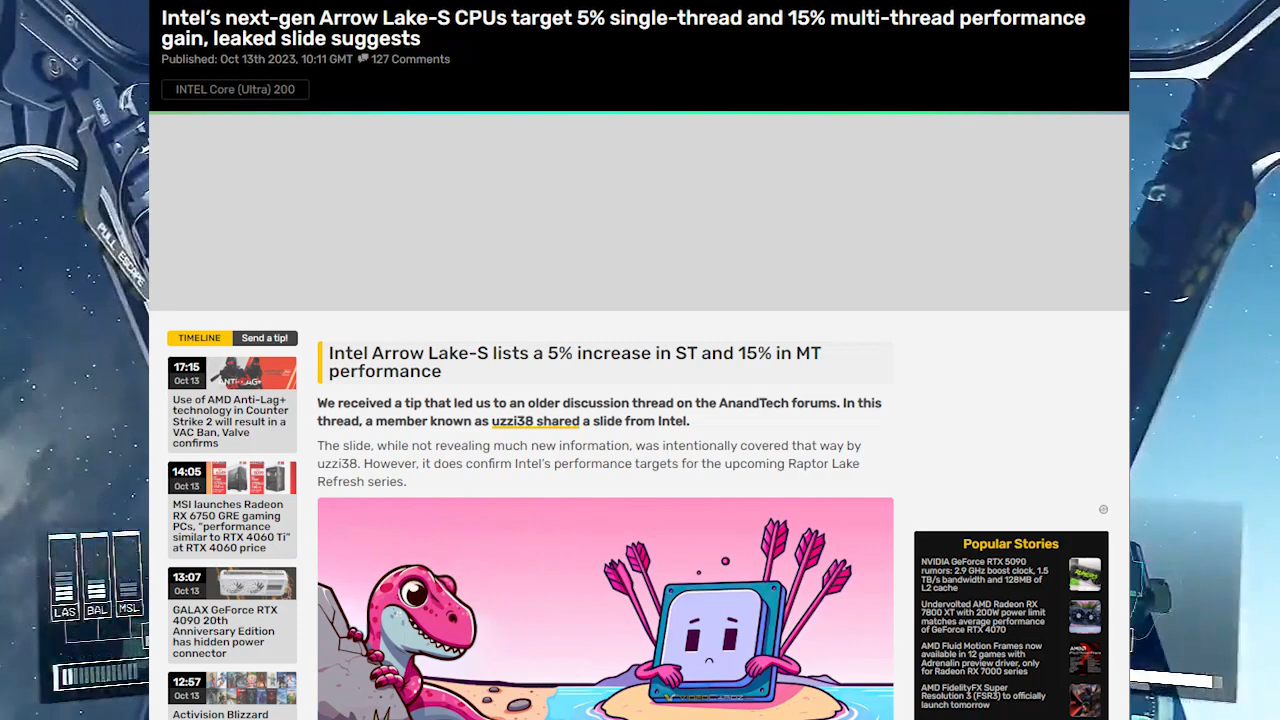 Intel's next-gen Arrow Lake-S CPUs target 5% single-thread and 15% multi-thread performance
gain, leaked slide suggests
Published: Oct 13th 2023, 10:11 GMT 127 Comments
INTEL Core (Ultra) 200
PULL ESCAPE
TIMELINE Send a tip!
17:15
Oct 13
ANTI-LAG+
Use of AMD Anti-Lag+
technology in Counter
Strike 2 will result in a
VAC Ban, Valve
confirms
14:05
Oct 13
MSI launches Radeon
RX 6750 GRE gaming
PCs, “performance
similar to RTX 4060 Ti”
at RTX 4060 price
13:07
Oct 13
GALAX GeForce RTX
4090 20th
Anniversary Edition
has hidden power
connector
12:57
Oct 13
Activision Blizzard
Intel Arrow Lake-S lists a 5% increase in ST and 15% in MT
performance
We received a tip that led us to an older discussion thread on the AnandTech forums. In this
thread, a member known as uzzi38 shared a slide from Intel.
The slide, while not revealing much new information, was intentionally covered that way by
uzzi38. However, it does confirm Intel's performance targets for the upcoming Raptor Lake
Refresh series.
VIDEOCARDZ
Popular Stories
NVIDIA GeForce RTX 5090
rumors: 2.9 GHz boost clock, 1.5
TB/s bandwidth and 128MB of
L2 cache
Undervolted AMD Radeon RX
7800 XT with 200W power limit
matches average performance
of GeForce RTX 4070
AMD Fluid Motion Frames now
available in 12 games with
Adrenalin preview driver, only
for Radeon RX 7000 series
AMD
AMD FidelityFX Super
Resolution 3 (FSR3) to officially
launch tomorrow
LAS BAL MSL